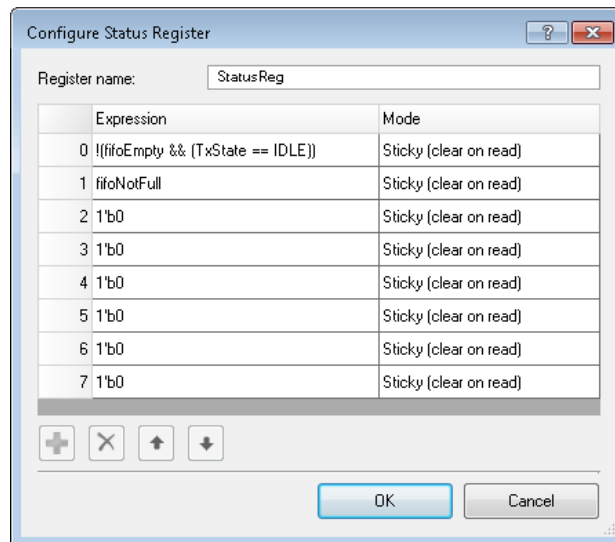 Configure Status Register
Register name: StatusReg
Expression Mode
0 !(fifoEmpty && (TxState == IDLE)) Sticky (clear on read)
1 fifoNotFull Sticky (clear on read)
2 1'b0 Sticky (clear on read)
3 1'b0 Sticky (clear on read)
4 1'b0 Sticky (clear on read)
5 1'b0 Sticky (clear on read)
6 1'b0 Sticky (clear on read)
7 1'b0 Sticky (clear on read)
OK Cancel